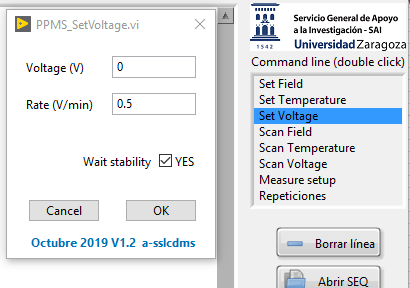 PPMS_SetVoltage.vi
Voltage (V) 0
Rate (V/min) 0.5
Wait stability YES
Cancel OK
Octubre 2019 V1.2 a-sslcdms
1542
Servicio General de Apoyo
a la Investigación - SAI
Universidad Zaragoza
Command line (double click)
Set Field
Set Temperature
Set Voltage
Scan Field
Scan Temperature
Scan Voltage
Measure setup
Repeticiones
Borrar línea
Abrir SEQ